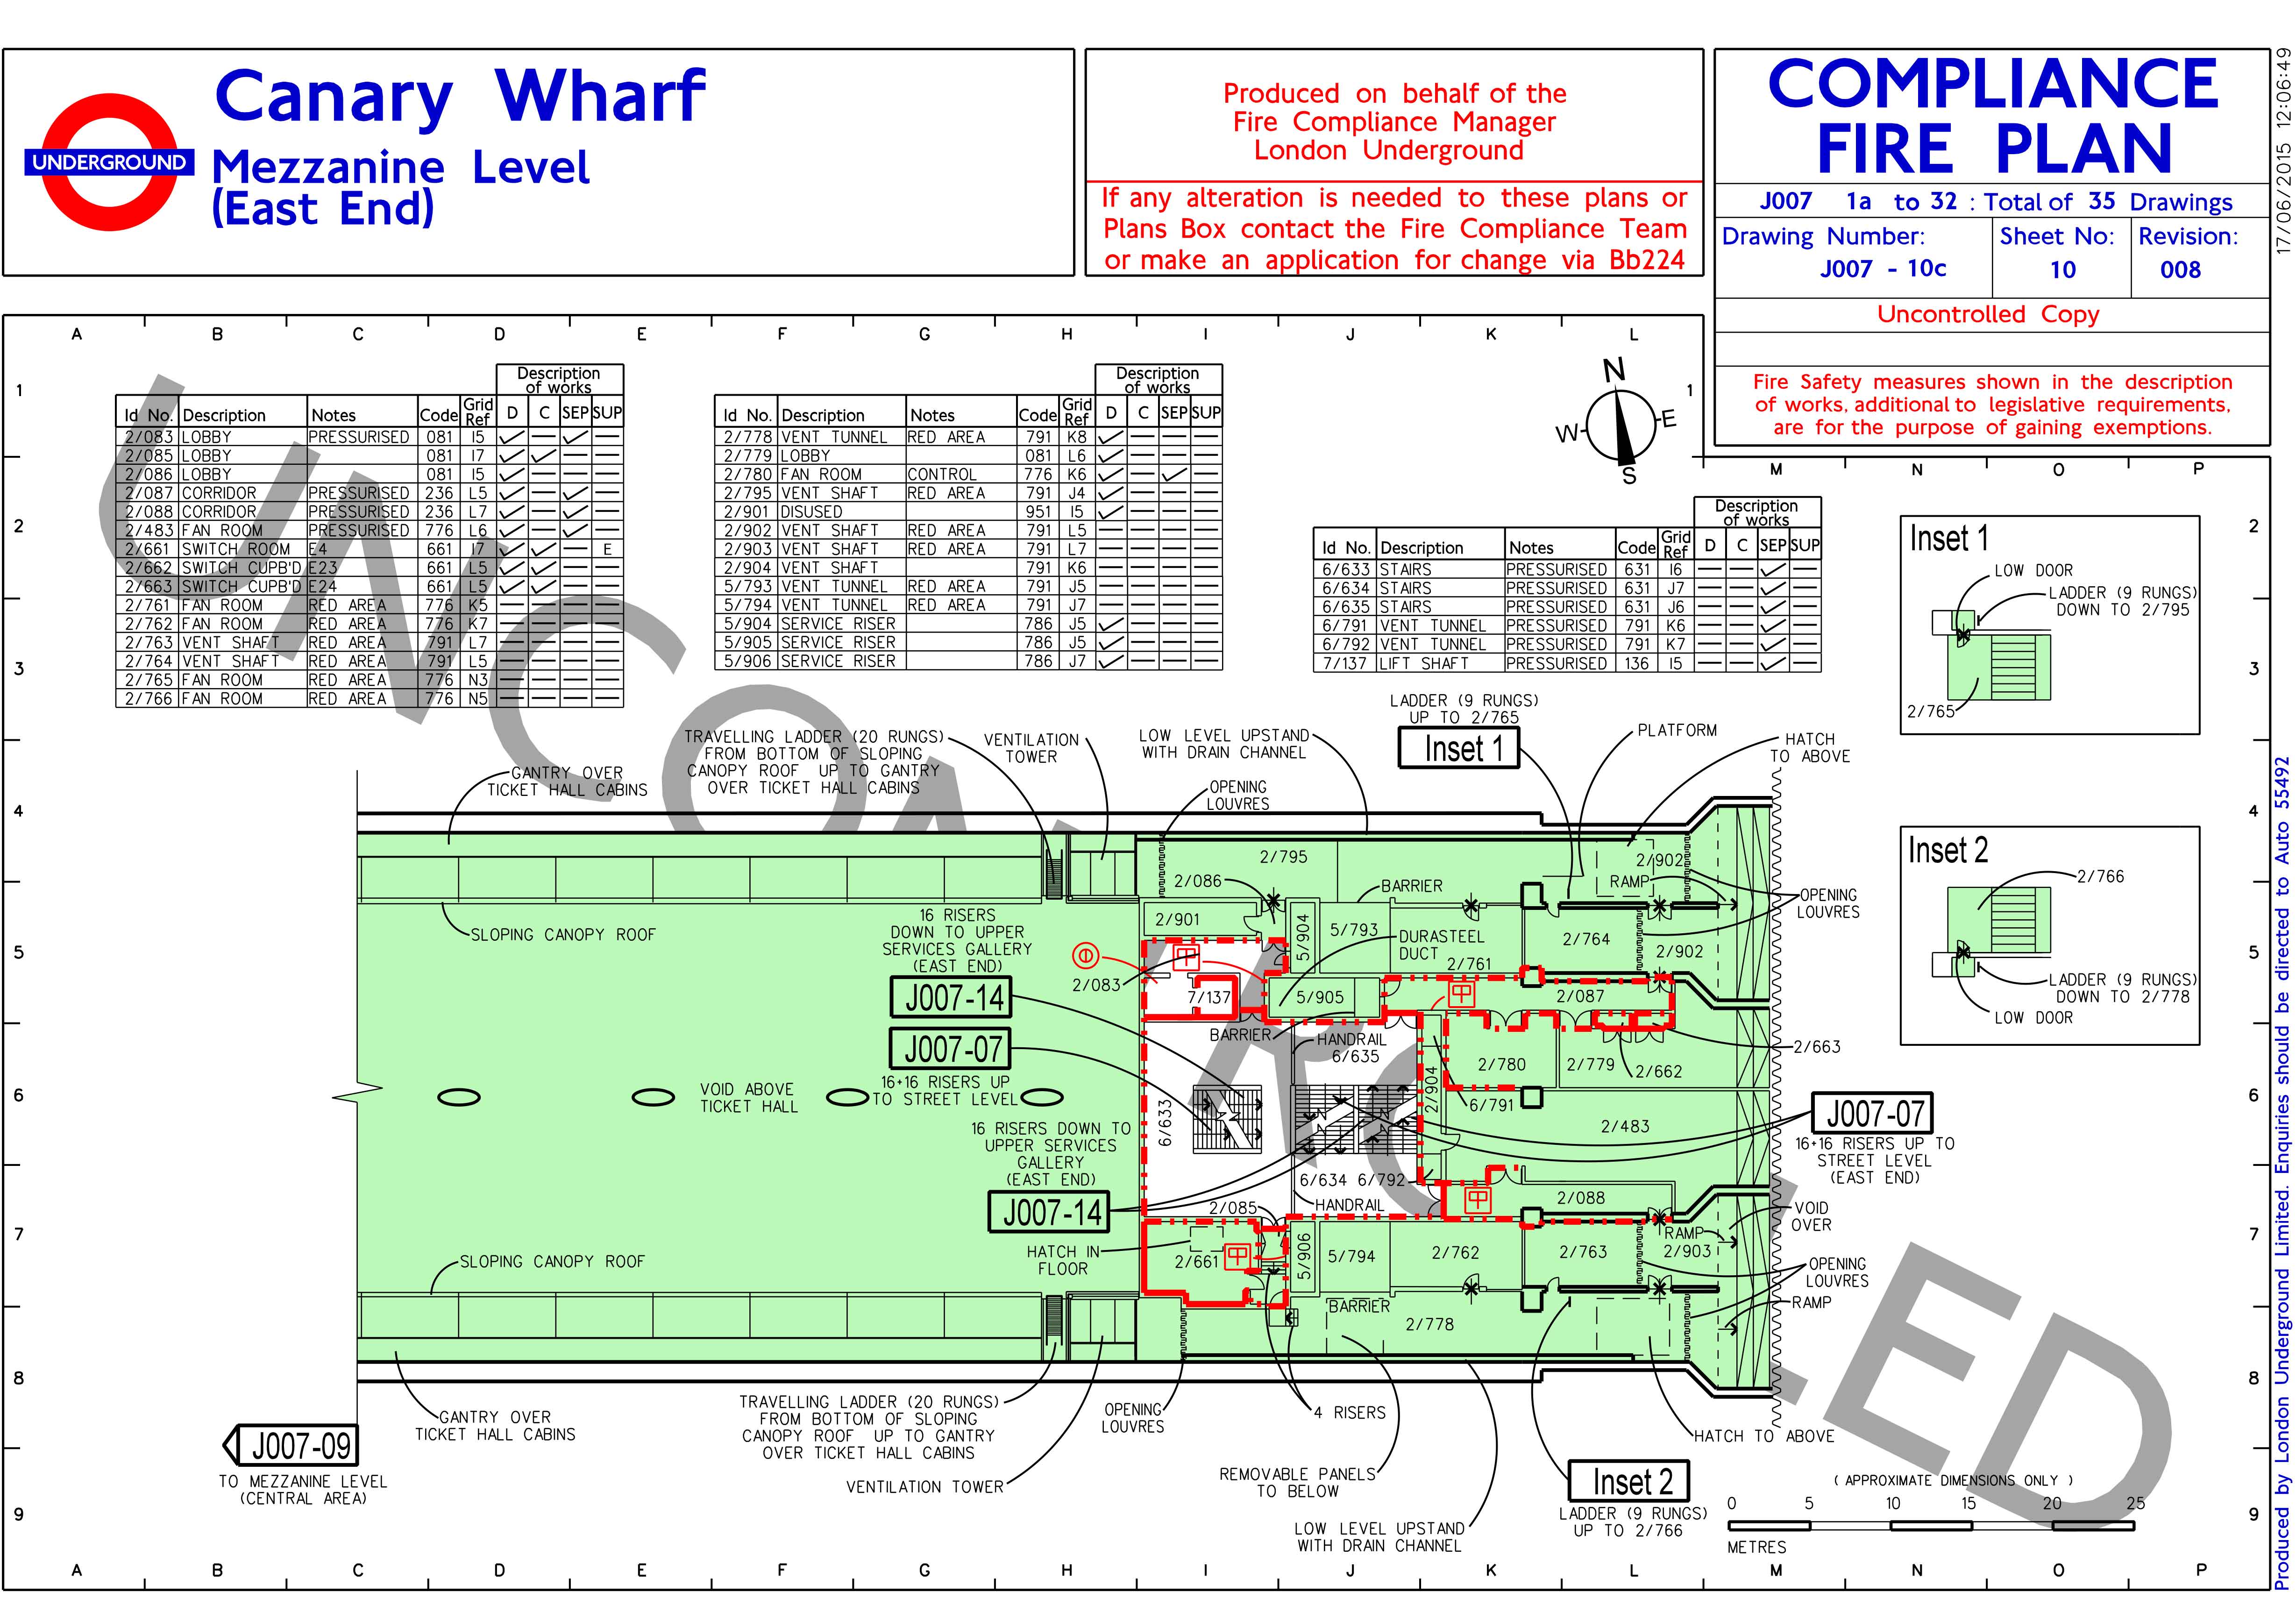 UNDERGROUND
Canary Wharf
Mezzanine Level
(East End)
Produced on behalf of the
Fire Compliance Manager
London Underground
If any alteration is needed to these plans or
Plans Box contact the Fire Compliance Team
or make an application for change via Bb224
COMPLIANCE
FIRE PLAN
J007 1a to 32 : Total of 35 Drawings
Drawing Number: Sheet No: Revision:
J007 - 10c 10 008
Uncontrolled Copy
Fire Safety measures shown in the description
of works, additional to legislative requirements,
are for the purpose of gaining exemptions.
17/06/2015 12:06:49
Produced by London Underground Limited. Enquiries should be directed to Auto 55492
UNCONTROLLED
A B C D E F G H I J K L
M N O P
1 2 3 4 5 6 7 8 9
1
2 3 4 5 6 7 8 9
A B C D E F G H I J K L M N O P
N
W E
S
Description
of works
Id No. Description Notes Code Grid Ref D C SEP SUP
2/083 LOBBY PRESSURISED 081 I5 ✓ — ✓ —
2/085 LOBBY 081 I7 ✓ ✓ — —
2/086 LOBBY 081 I5 ✓ — — —
2/087 CORRIDOR PRESSURISED 236 L5 ✓ — ✓ —
2/088 CORRIDOR PRESSURISED 236 L7 ✓ — ✓ —
2/483 FAN ROOM PRESSURISED 776 L6 ✓ — ✓ —
2/661 SWITCH ROOM E4 661 I7 ✓ ✓ — E
2/662 SWITCH CUPB'D E23 661 L5 ✓ ✓ — —
2/663 SWITCH CUPB'D E24 661 L5 ✓ ✓ — —
2/761 FAN ROOM RED AREA 776 K5 — — — —
2/762 FAN ROOM RED AREA 776 K7 — — — —
2/763 VENT SHAFT RED AREA 791 L7 — — — —
2/764 VENT SHAFT RED AREA 791 L5 — — — —
2/765 FAN ROOM RED AREA 776 N3 — — — —
2/766 FAN ROOM RED AREA 776 N5 — — — —
Description
of works
Id No. Description Notes Code Grid Ref D C SEP SUP
2/778 VENT TUNNEL RED AREA 791 K8 ✓ — — —
2/779 LOBBY 081 L6 ✓ — — —
2/780 FAN ROOM CONTROL 776 K6 ✓ — ✓ —
2/795 VENT SHAFT RED AREA 791 J4 ✓ — — —
2/901 DISUSED 951 I5 ✓ — — —
2/902 VENT SHAFT RED AREA 791 L5 — — — —
2/903 VENT SHAFT RED AREA 791 L7 — — — —
2/904 VENT SHAFT 791 K6 — — — —
5/793 VENT TUNNEL RED AREA 791 J5 — — — —
5/794 VENT TUNNEL RED AREA 791 J7 — — — —
5/904 SERVICE RISER 786 J5 ✓ — — —
5/905 SERVICE RISER 786 J5 ✓ — — —
5/906 SERVICE RISER 786 J7 ✓ — — —
Description
of works
Id No. Description Notes Code Grid Ref D C SEP SUP
6/633 STAIRS PRESSURISED 631 I6 — — ✓ —
6/634 STAIRS PRESSURISED 631 J7 — — ✓ —
6/635 STAIRS PRESSURISED 631 J6 — — ✓ —
6/791 VENT TUNNEL PRESSURISED 791 K6 — — ✓ —
6/792 VENT TUNNEL PRESSURISED 791 K7 — — ✓ —
7/137 LIFT SHAFT PRESSURISED 136 I5 — — ✓ —
Inset 1
LOW DOOR
LADDER (9 RUNGS)
DOWN TO 2/795
2/765
Inset 2
2/766
LADDER (9 RUNGS)
DOWN TO 2/778
LOW DOOR
GANTRY OVER
TICKET HALL CABINS
TRAVELLING LADDER (20 RUNGS)
FROM BOTTOM OF SLOPING
CANOPY ROOF UP TO GANTRY
OVER TICKET HALL CABINS
VENTILATION
TOWER
LOW LEVEL UPSTAND
WITH DRAIN CHANNEL
OPENING
LOUVRES
LADDER (9 RUNGS)
UP TO 2/765
Inset 1
PLATFORM
HATCH
TO ABOVE
2/795
2/902
2/086
BARRIER
RAMP
OPENING
LOUVRES
2/901
5/904
5/793
DURASTEEL
DUCT
2/764
2/902
2/761
SLOPING CANOPY ROOF
16 RISERS
DOWN TO UPPER
SERVICES GALLERY
(EAST END)
J007-14
2/083
7/137
5/905
2/087
J007-07
16+16 RISERS UP
TO STREET LEVEL
BARRIER
HANDRAIL
6/635
2/663
2/780
2/779
2/662
VOID ABOVE
TICKET HALL
2/904
6/791
6/633
2/483
J007-07
16+16 RISERS UP TO
STREET LEVEL
(EAST END)
16 RISERS DOWN TO
UPPER SERVICES
GALLERY
(EAST END)
J007-14
6/634 6/792
HANDRAIL
2/088
2/085
VOID
OVER
RAMP
2/903
HATCH IN
FLOOR
2/661
5/906
5/794
2/762
2/763
OPENING
LOUVRES
SLOPING CANOPY ROOF
BARRIER
2/778
RAMP
GANTRY OVER
TICKET HALL CABINS
J007-09
TO MEZZANINE LEVEL
(CENTRAL AREA)
TRAVELLING LADDER (20 RUNGS)
FROM BOTTOM OF SLOPING
CANOPY ROOF UP TO GANTRY
OVER TICKET HALL CABINS
VENTILATION TOWER
OPENING
LOUVRES
4 RISERS
REMOVABLE PANELS
TO BELOW
LOW LEVEL UPSTAND
WITH DRAIN CHANNEL
HATCH TO ABOVE
Inset 2
LADDER (9 RUNGS)
UP TO 2/766
( APPROXIMATE DIMENSIONS ONLY )
0 5 10 15 20 25
METRES